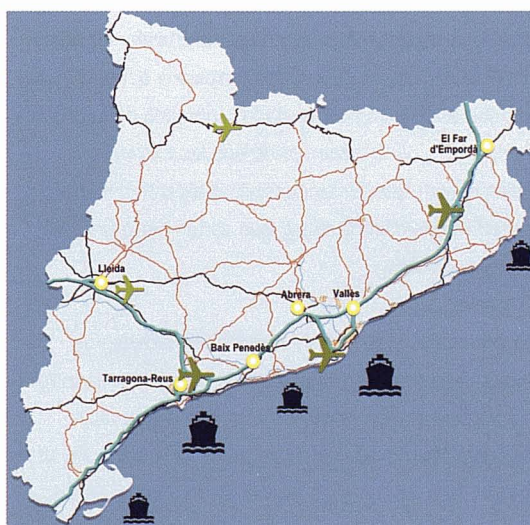 El Far
d'Empordà
Lleida
Abrera
Vallès
Baix Penedès
Tarragona-Reus